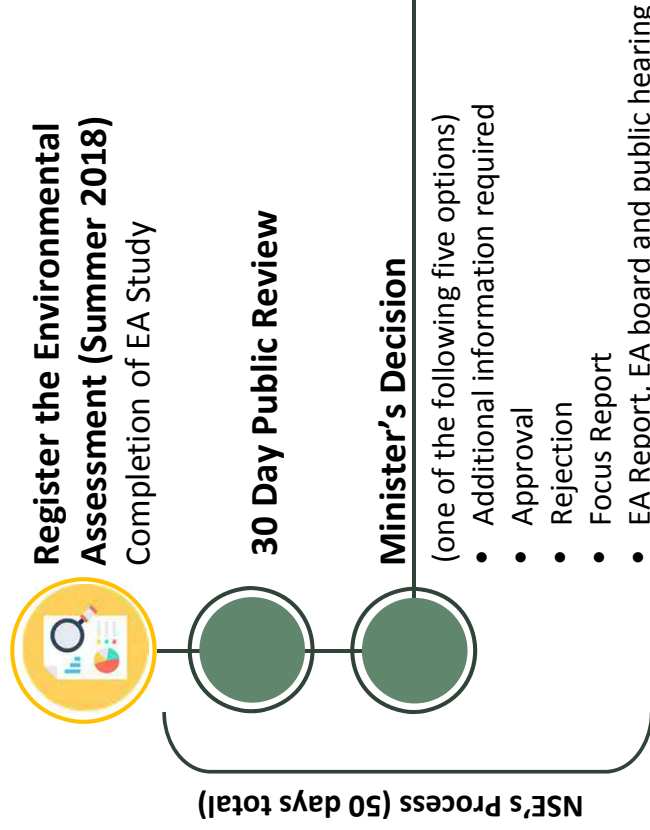 Register the Environmental
Assessment (Summer 2018)
Completion of EA Study
30 Day Public Review
Minister’s Decision
(one of the following five options)
• Additional information required
• Approval
• Rejection
• Focus Report
• EA Report, EA board and public hearing
NSE’s Process (50 days total)